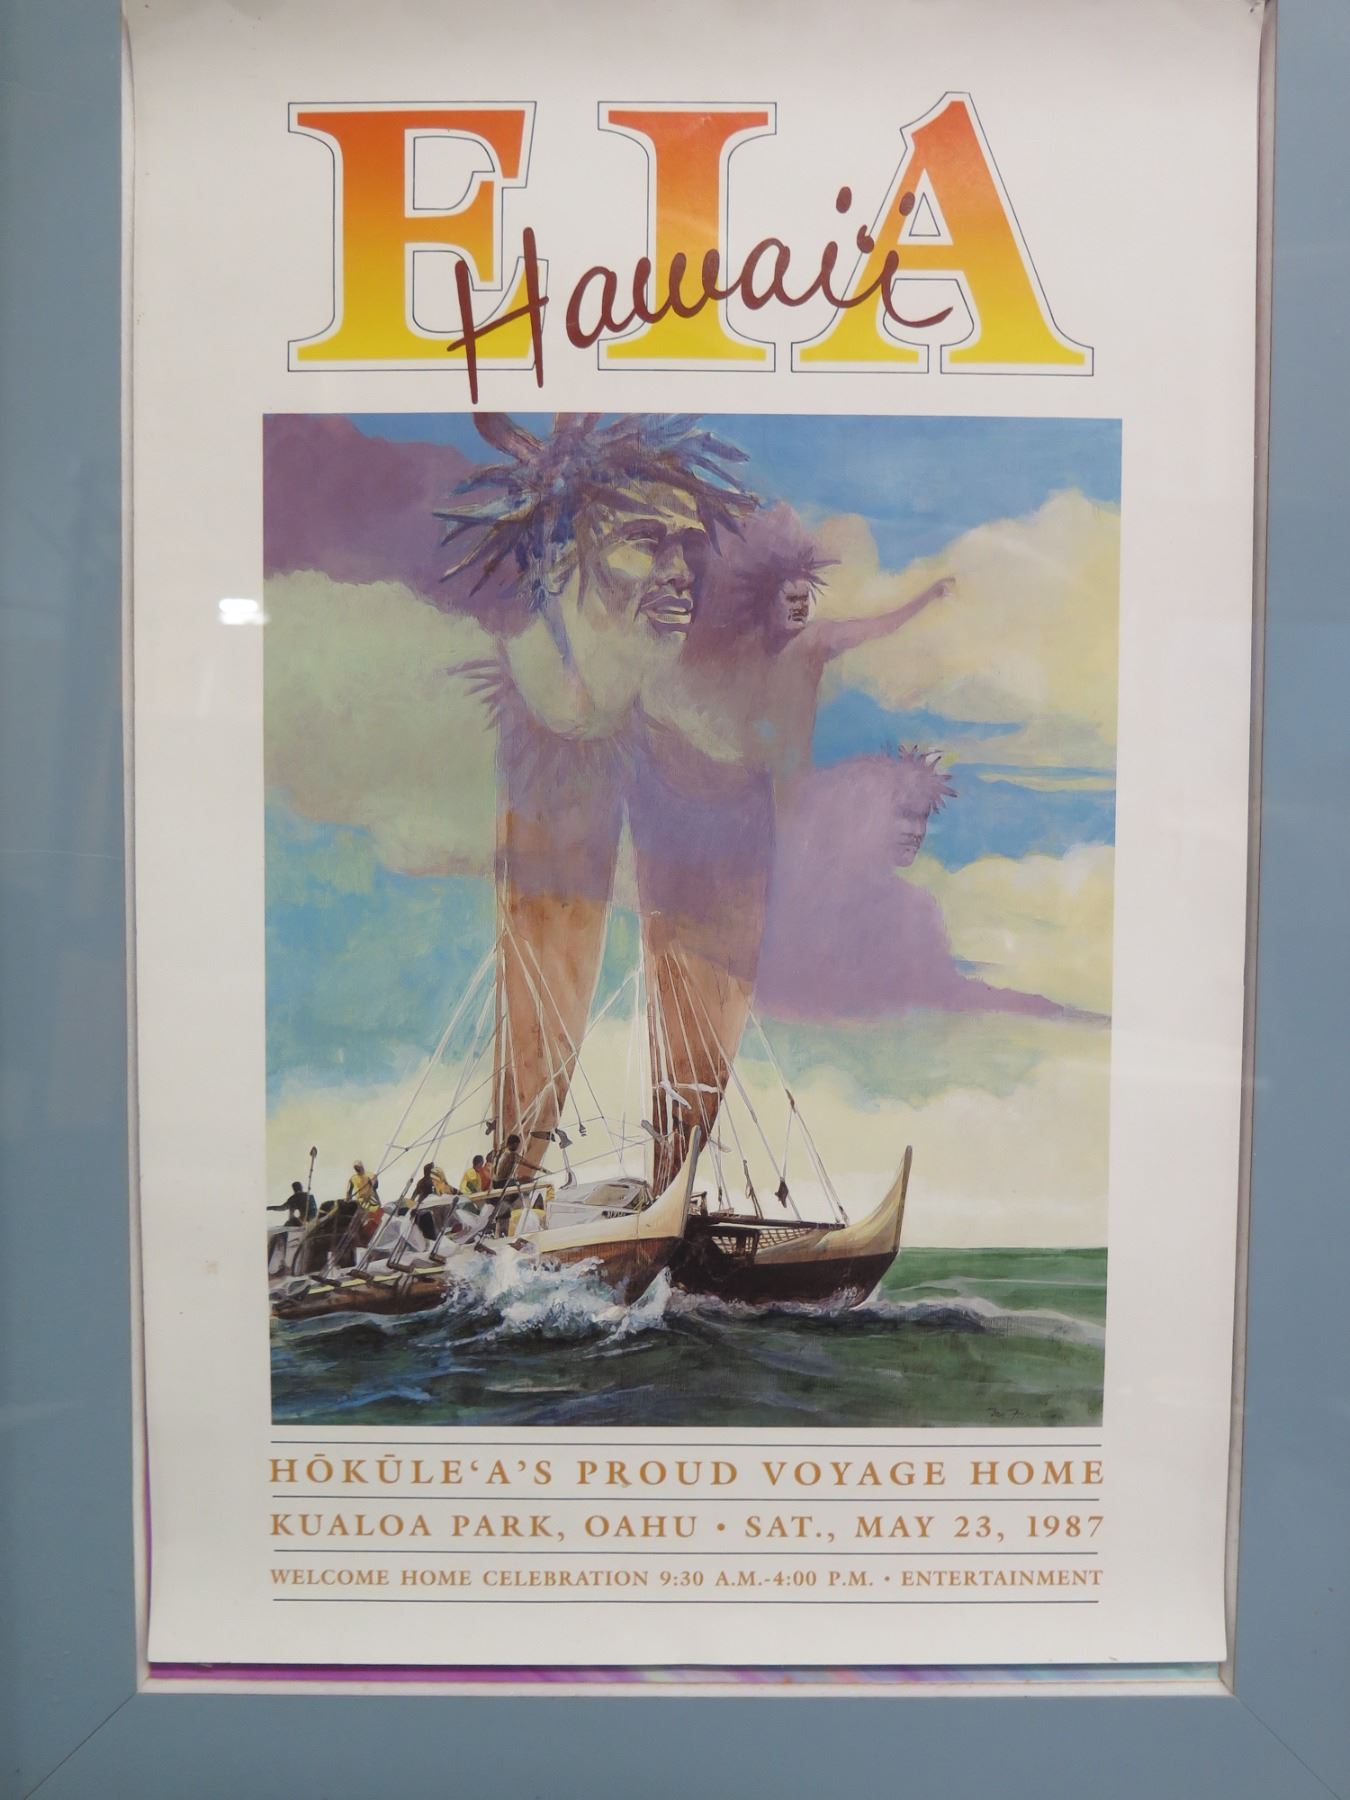 EIA
Hawai'i
HŌKŪLE‘A’S PROUD VOYAGE HOME
KUALOA PARK, OAHU • SAT., MAY 23, 1987
WELCOME HOME CELEBRATION 9:30 A.M.-4:00 P.M. • ENTERTAINMENT